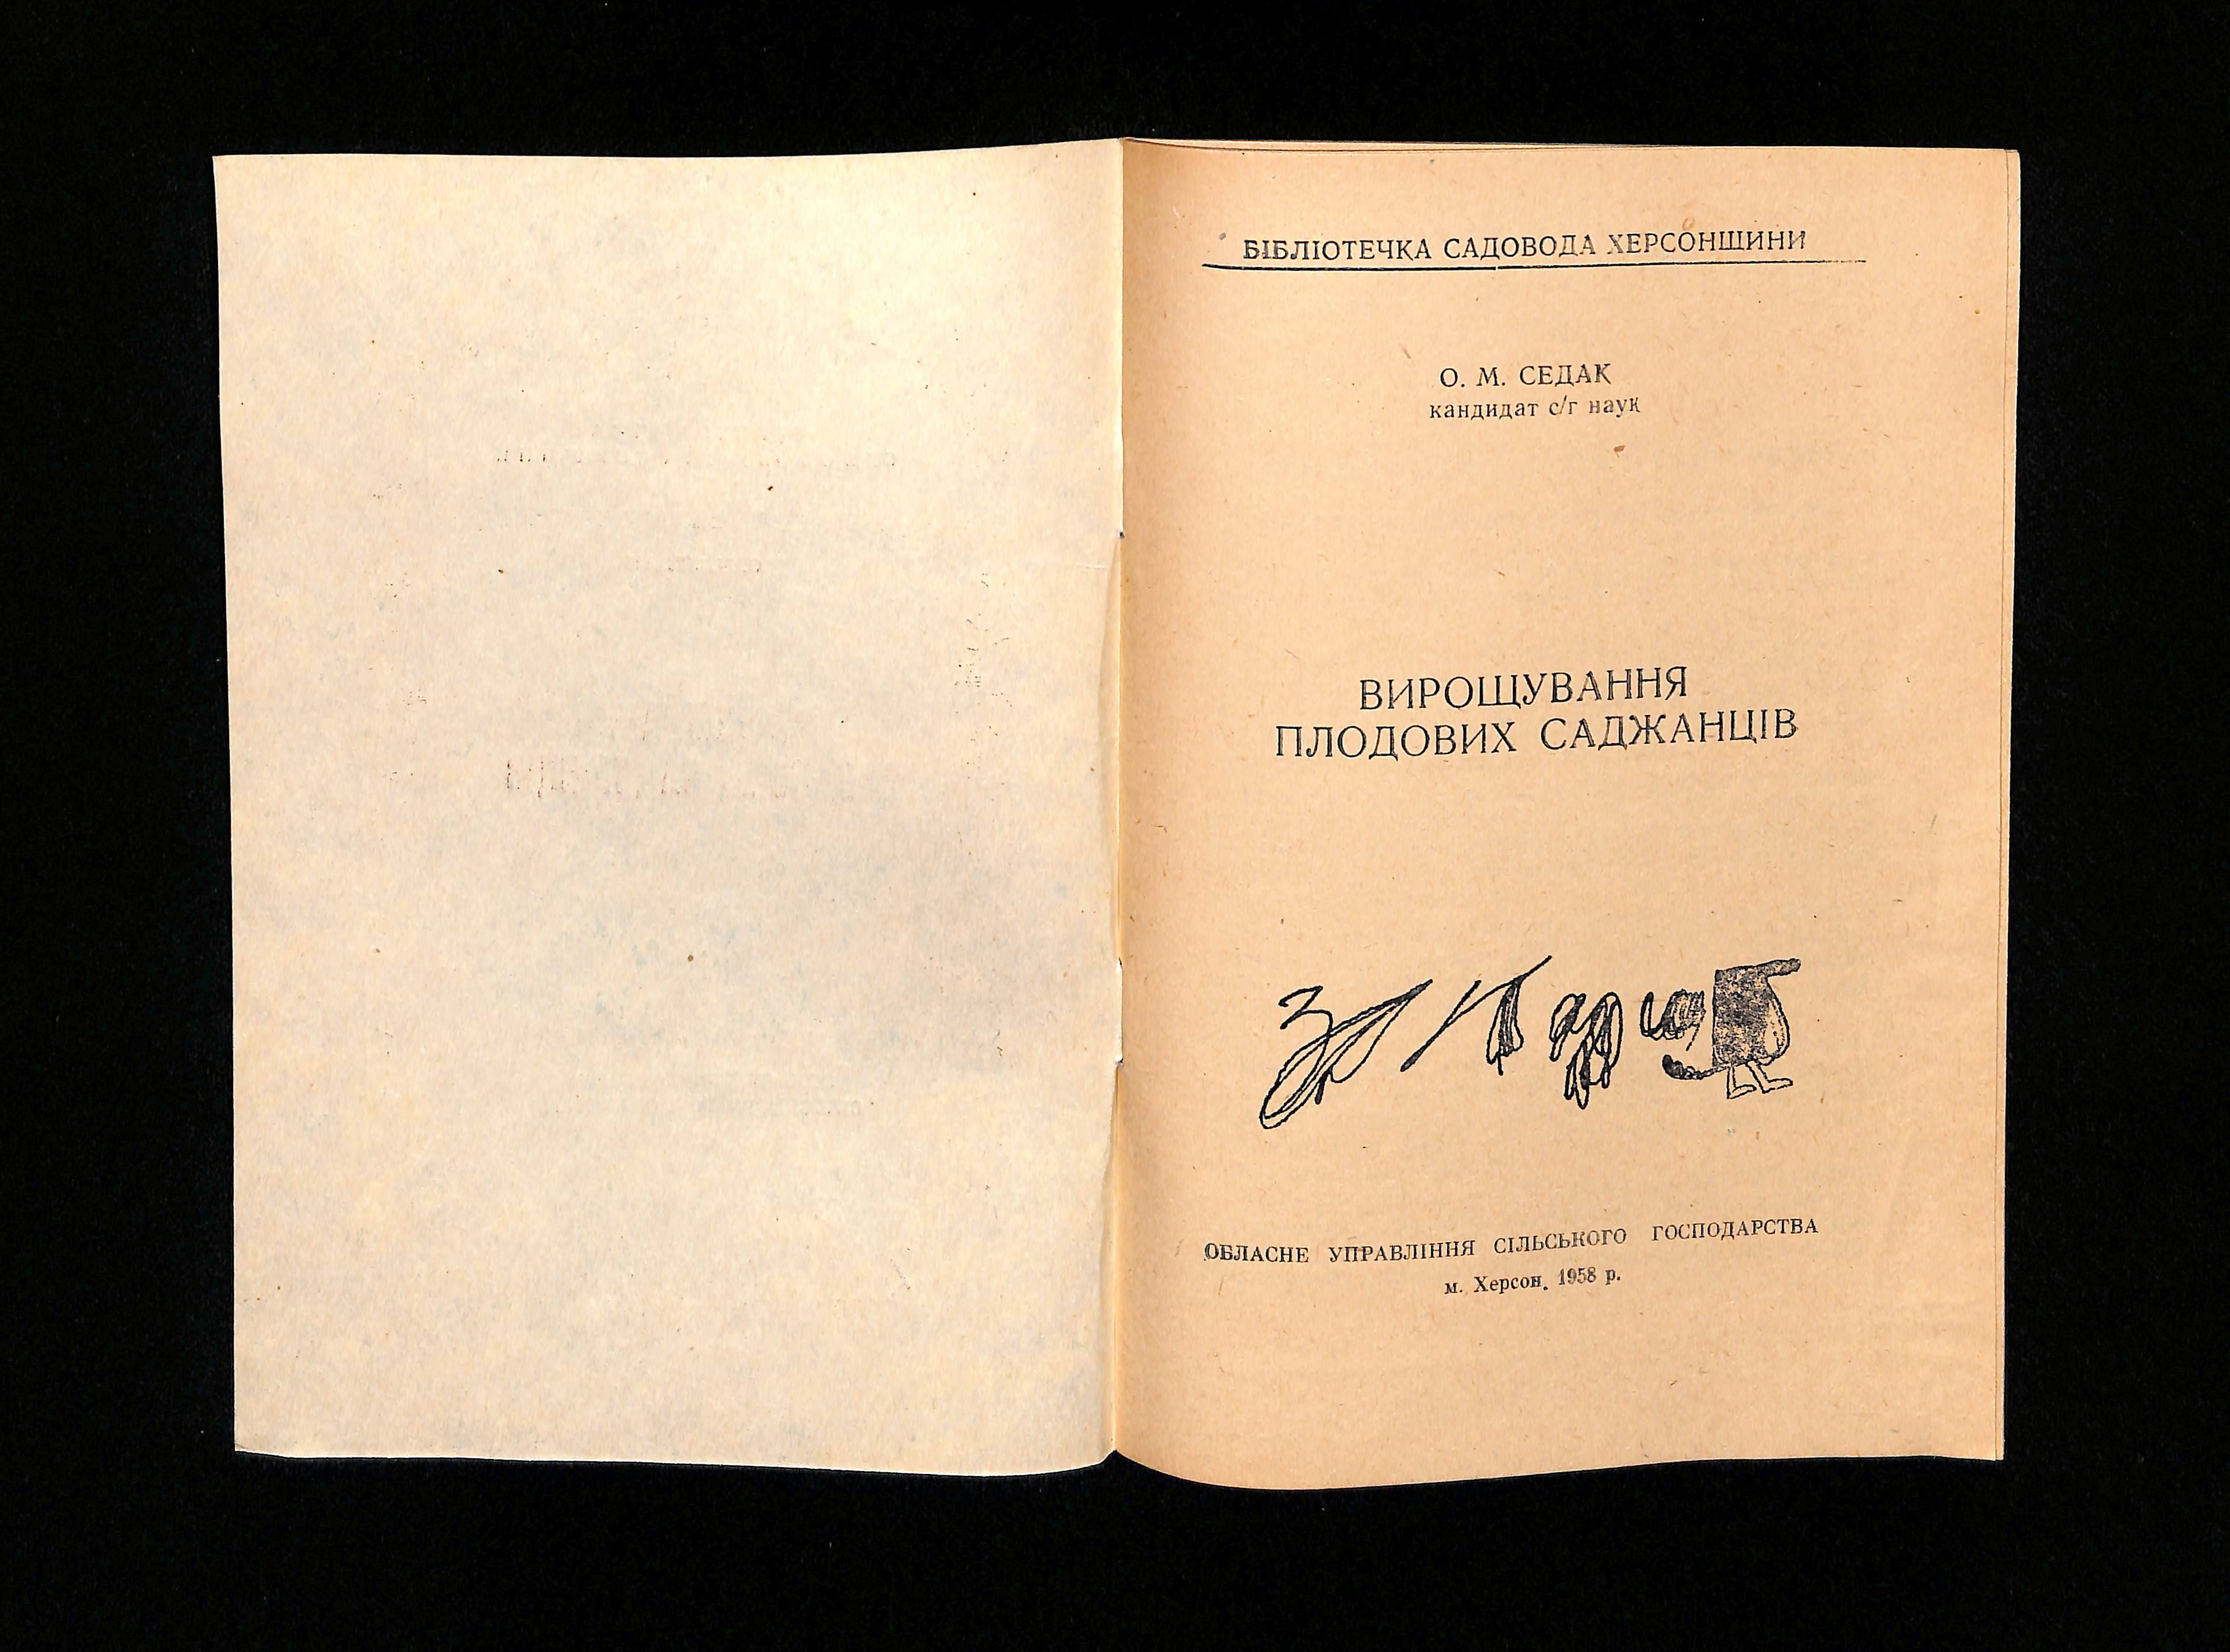 БІБЛІОТЕЧКА САДОВОДА ХЕРСОНЩИНИ
О. М. СЕДАК
кандидат с/г наук
ВИРОЩУВАННЯ
ПЛОДОВИХ САДЖАНЦІВ
ОБЛАСНЕ УПРАВЛІННЯ СІЛЬСЬКОГО ГОСПОДАРСТВА
м. Херсон. 1958 р.